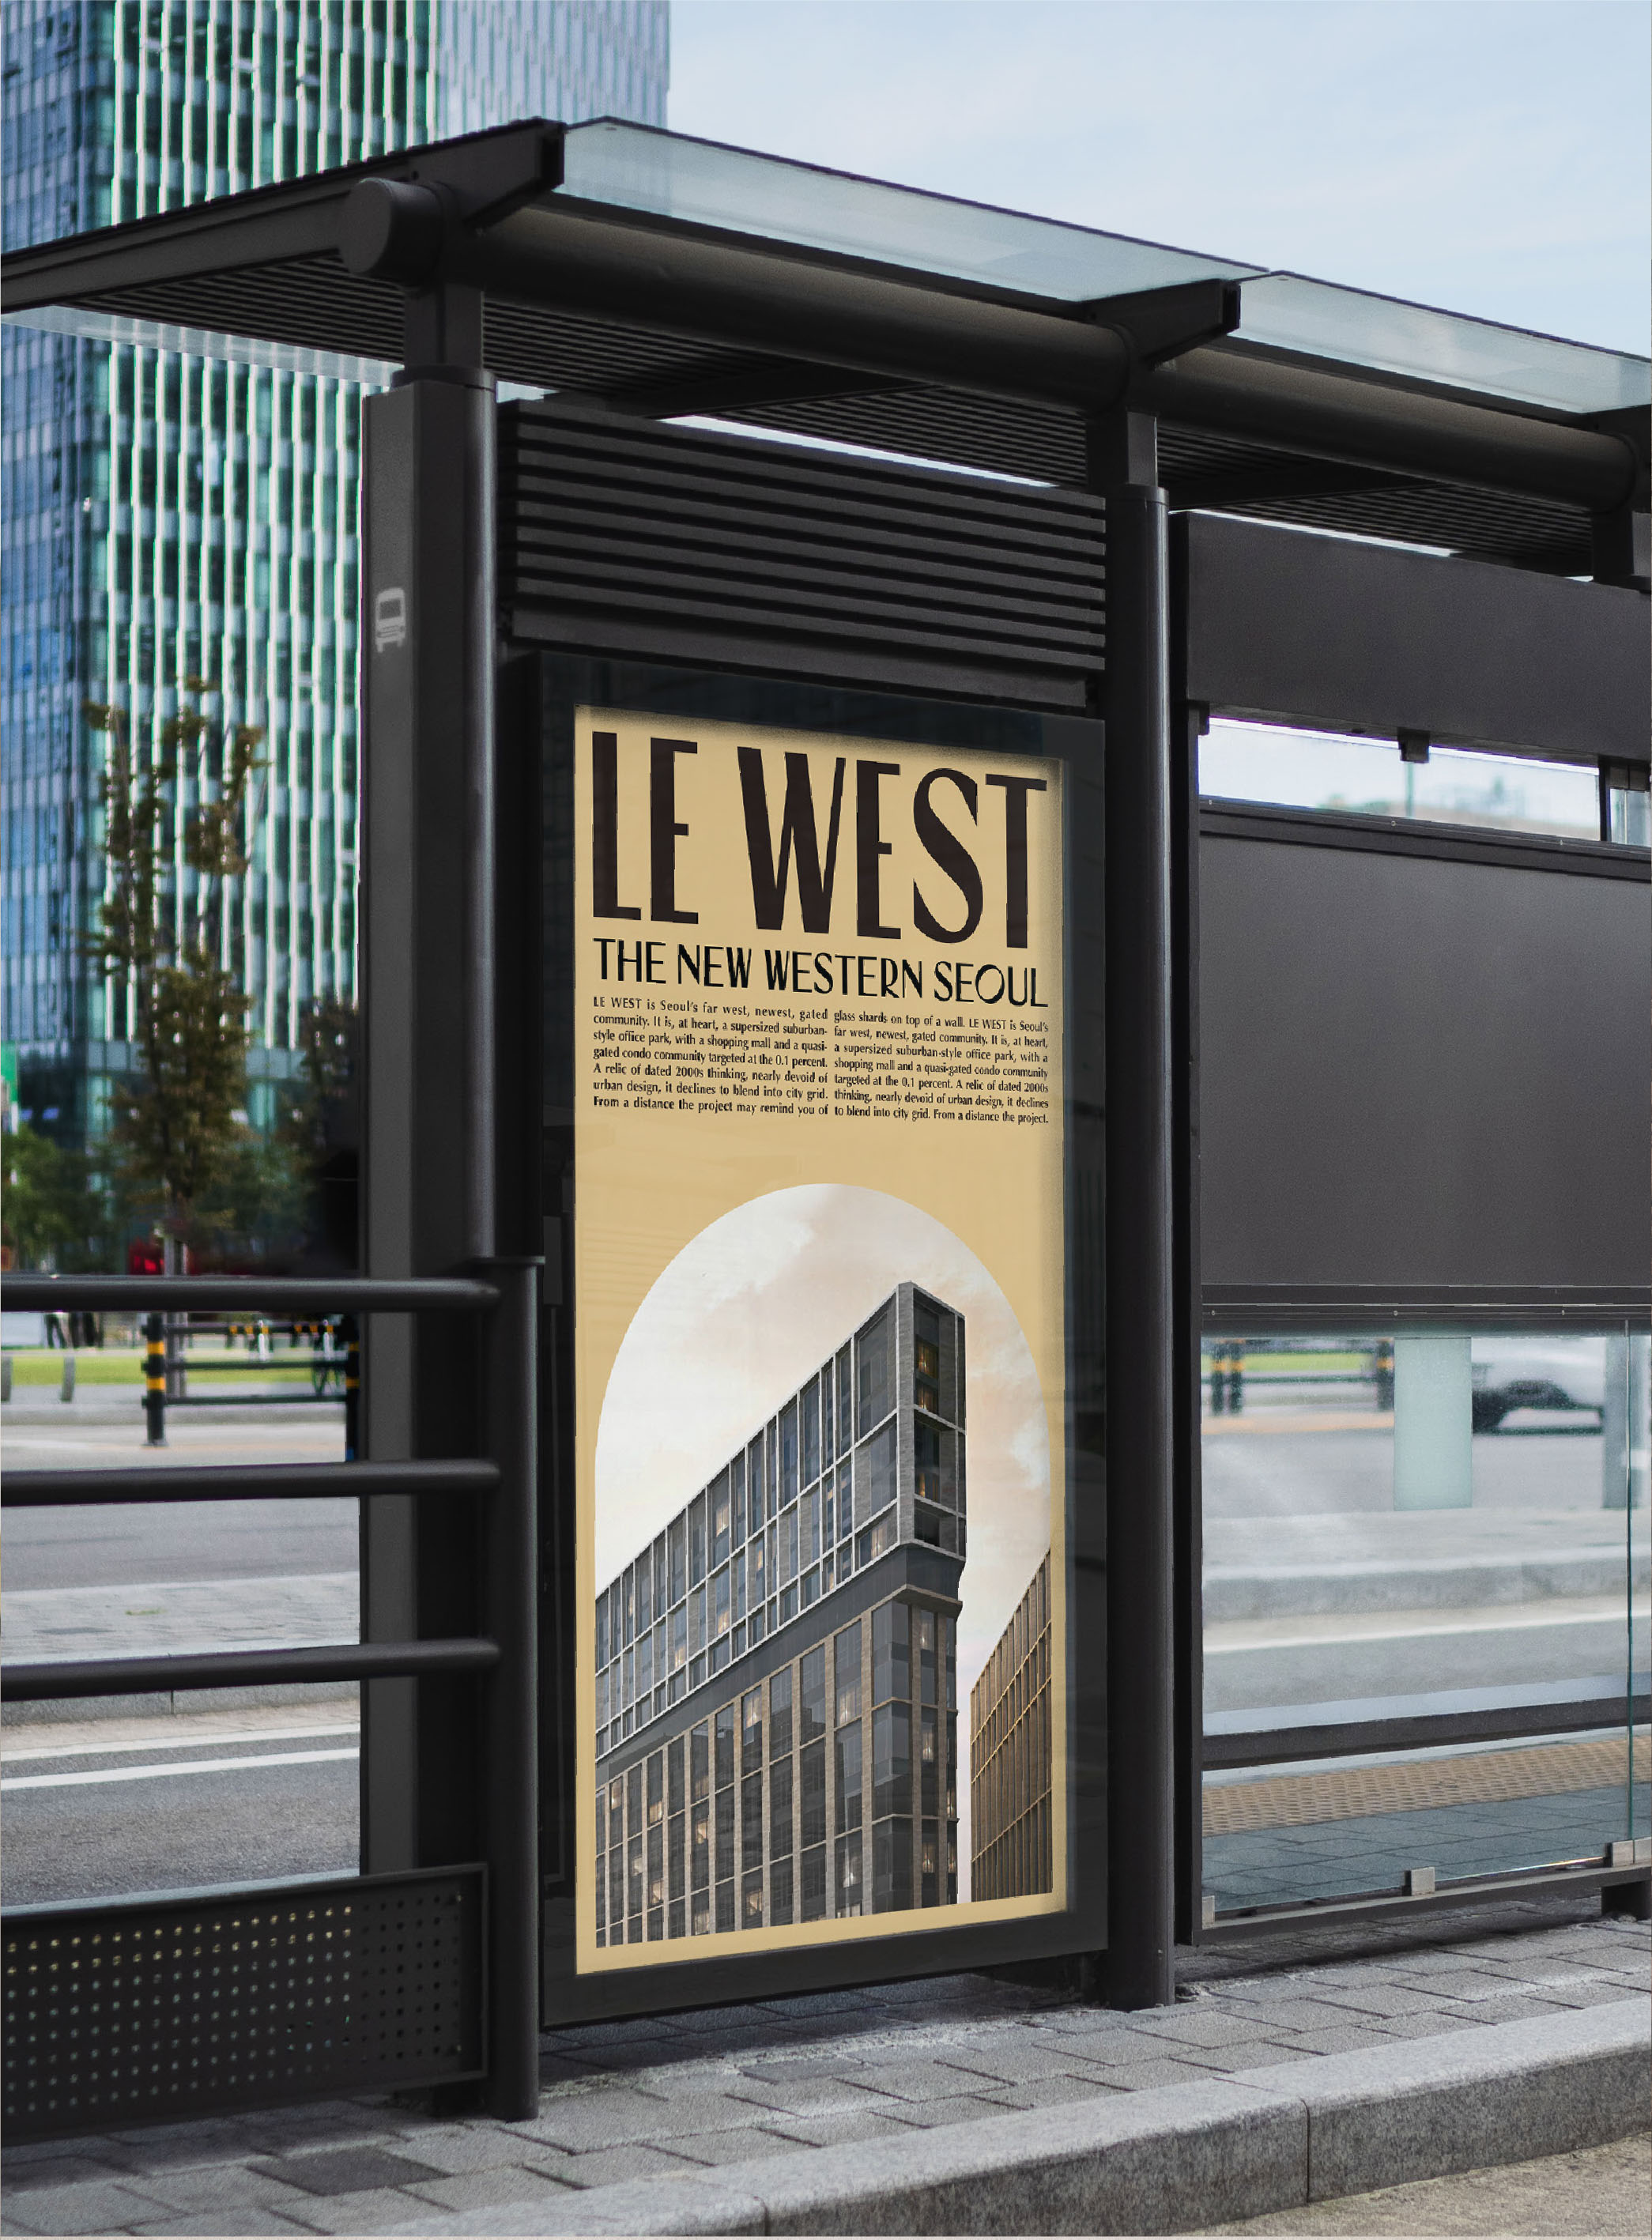 LE WEST
THE NEW WESTERN SEOUL
LE WEST is Seoul's far west, newest, gated
community. It is, at heart, a supersized suburban-
style office park, with a shopping mall and a quasi-
gated condo community targeted at the 0.1 percent.
A relic of dated 2000s thinking, nearly devoid of
urban design, it declines to blend into city grid.
From a distance the project may remind you of
glass shards on top of a wall. LE WEST is Seoul's
far west, newest, gated community. It is, at heart,
a supersized suburban-style office park, with a
shopping mall and a quasi-gated condo community
targeted at the 0.1 percent. A relic of dated 2000s
thinking, nearly devoid of urban design, it declines
to blend into city grid. From a distance the project.